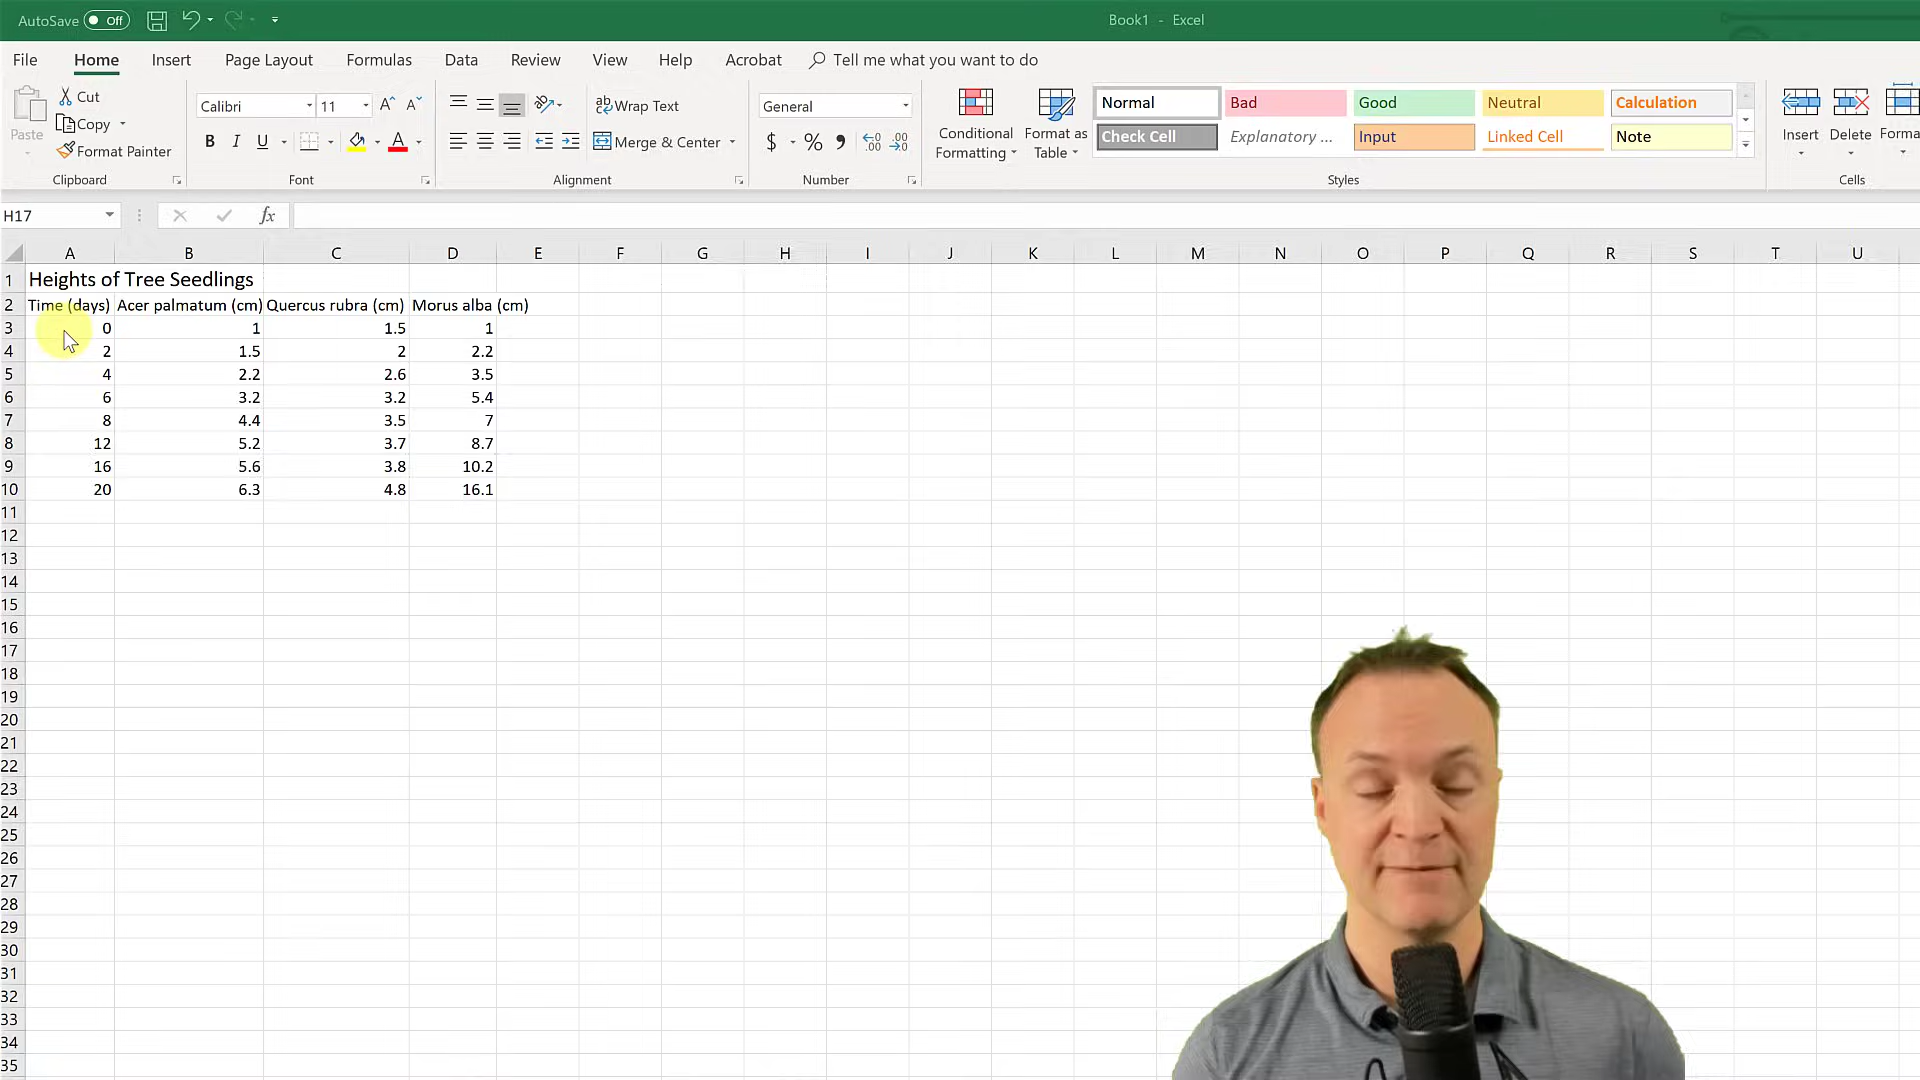 AutoSave Off
Book1 - Excel
File Home Insert Page Layout Formulas Data Review View Help Acrobat Tell me what you want to do
Paste
Cut
Copy
Format Painter
Clipboard
Calibri 11
B I U A
Font
ab Wrap Text
Merge & Center
Alignment
General
$ % ,
Number
Conditional Formatting
Format as Table
Normal Bad Good Neutral Calculation
Check Cell Explanatory ... Input Linked Cell Note
Styles
Insert Delete Forma
Cells
H17 fx
A B C D E F G H I J K L M N O P Q R S T U
1 Heights of Tree Seedlings
2 Time (days) Acer palmatum (cm) Quercus rubra (cm) Morus alba (cm)
3 0 1 1.5 1
4 2 1.5 2 2.2
5 4 2.2 2.6 3.5
6 6 3.2 3.2 5.4
7 8 4.4 3.5 7
8 12 5.2 3.7 8.7
9 16 5.6 3.8 10.2
10 20 6.3 4.8 16.1
11
12
13
14
15
16
17
18
19
20
21
22
23
24
25
26
27
28
29
30
31
32
33
34
35